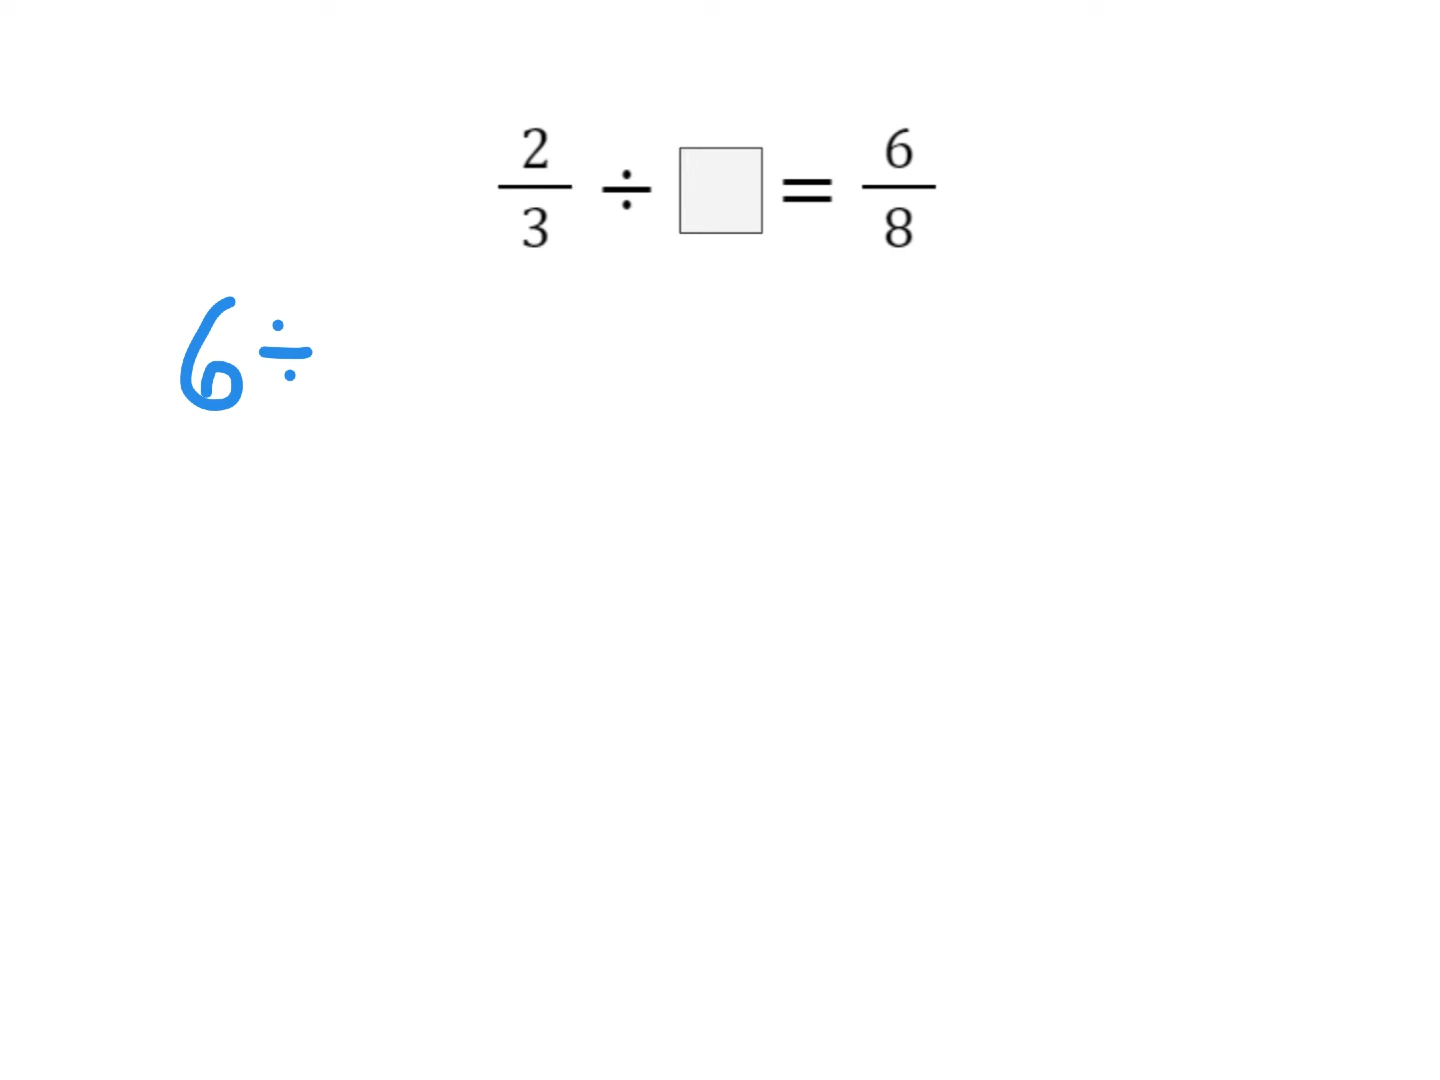 2/3 ÷ □ = 6/8
6 ÷